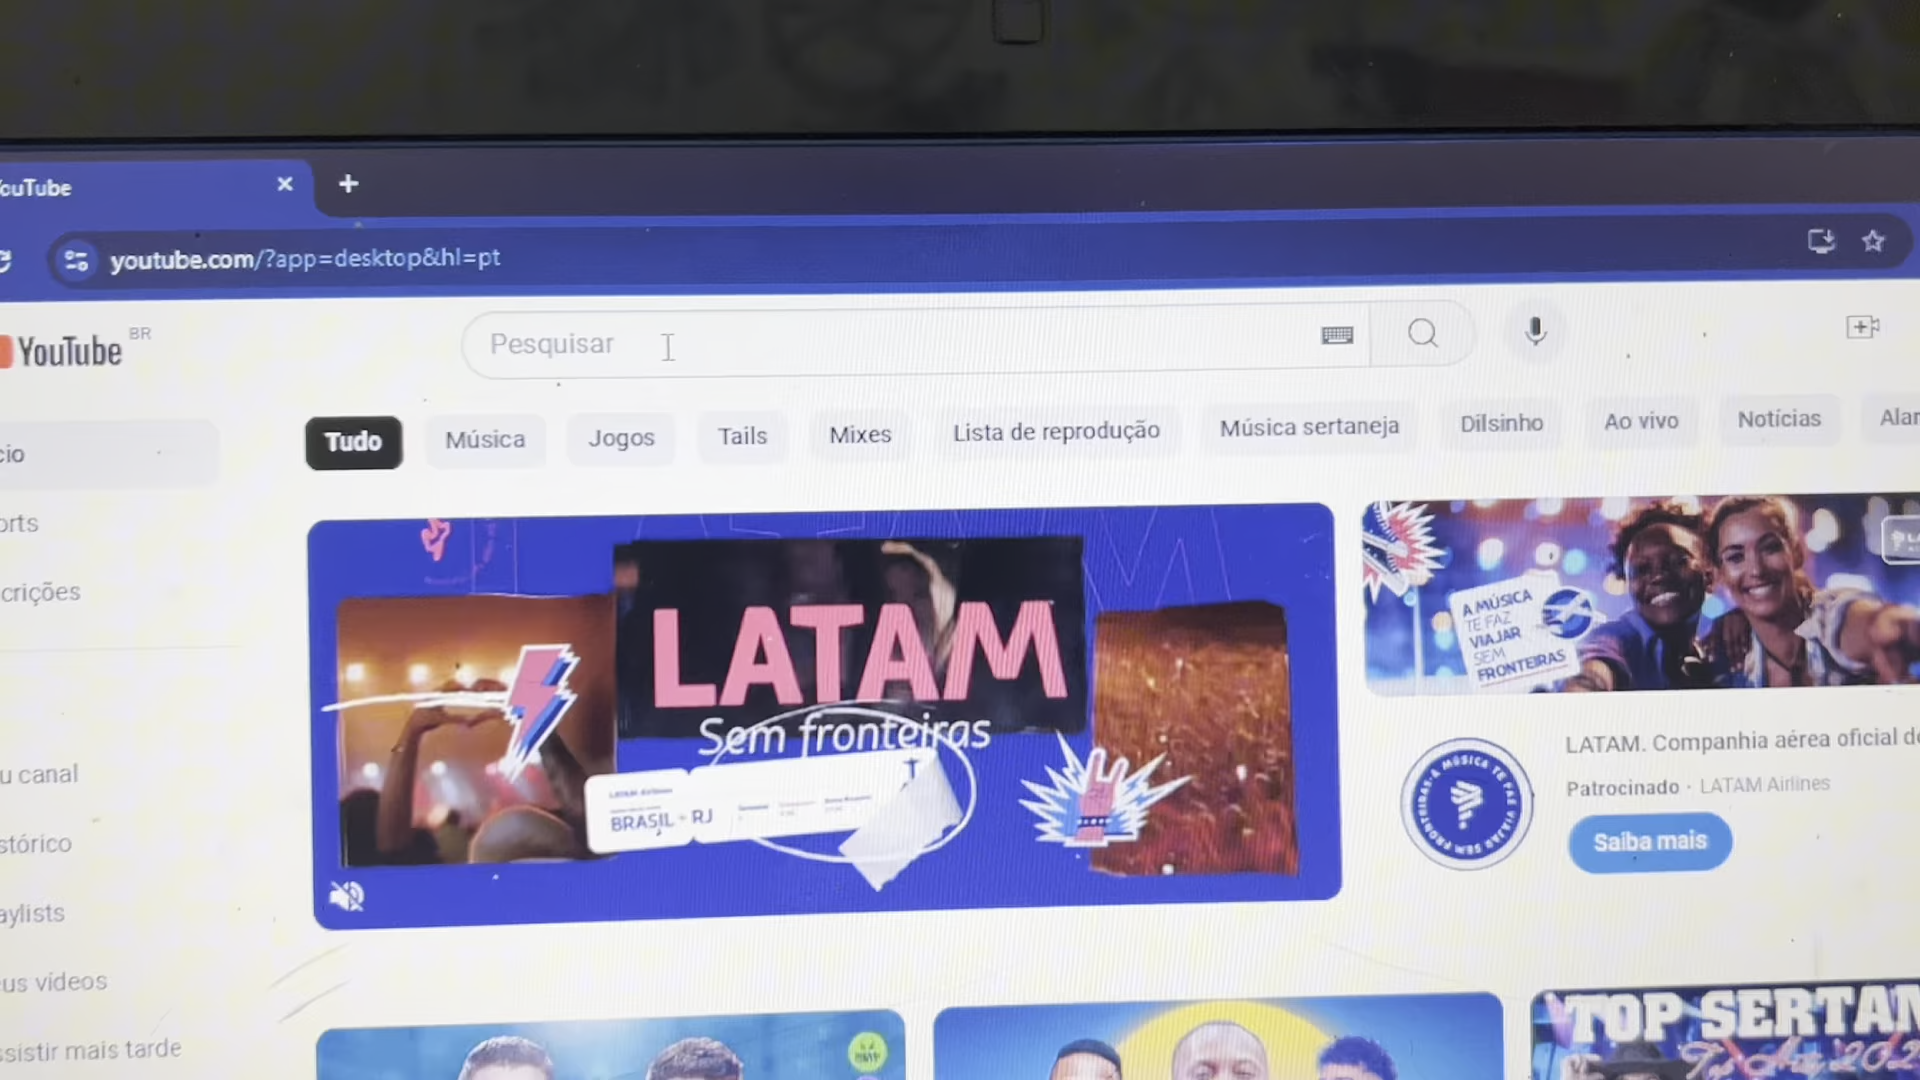 ouTube
youtube.com/?app=desktop&hl=pt
YouTube BR
Pesquisar
Tudo Música Jogos Tails Mixes Lista de reprodução Música sertaneja Dilsinho Ao vivo Notícias Alar
cio
orts
crições
u canal
stórico
aylists
us vídeos
ssistir mais tarde
LATAM
Sem fronteiras
BRASIL RJ
A MÚSICA
TE FAZ
VIAJAR
SEM
FRONTEIRAS
LATAM. Companhia aérea oficial d
Patrocinado · LATAM Airlines
Saiba mais
TOP SERTAN